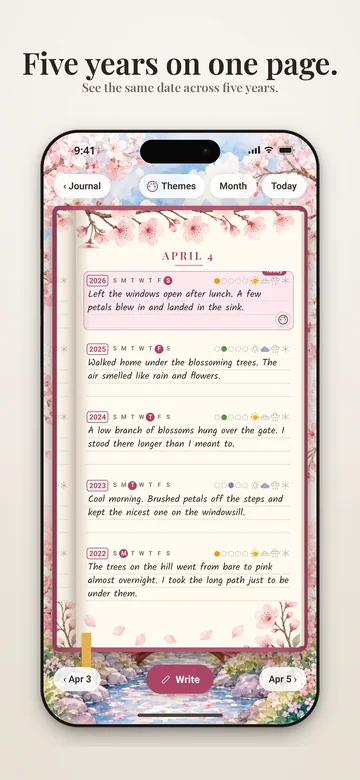 Five years on one page.
See the same date across five years.
9:41
‹ Journal
Themes
Month
Today
APRIL 4
2026 S M T W T F S
Left the windows open after lunch. A few
petals blew in and landed in the sink.
2025 S M T W T F S
Walked home under the blossoming trees. The
air smelled like rain and flowers.
2024 S M T W T F S
A low branch of blossoms hung over the gate. I
stood there longer than I meant to.
2023 S M T W T F S
Cool morning. Brushed petals off the steps and
kept the nicest one on the windowsill.
2022 S M T W T F S
The trees on the hill went from bare to pink
almost overnight. I took the long path just to be
under them.
‹ Apr 3
Write
Apr 5 ›